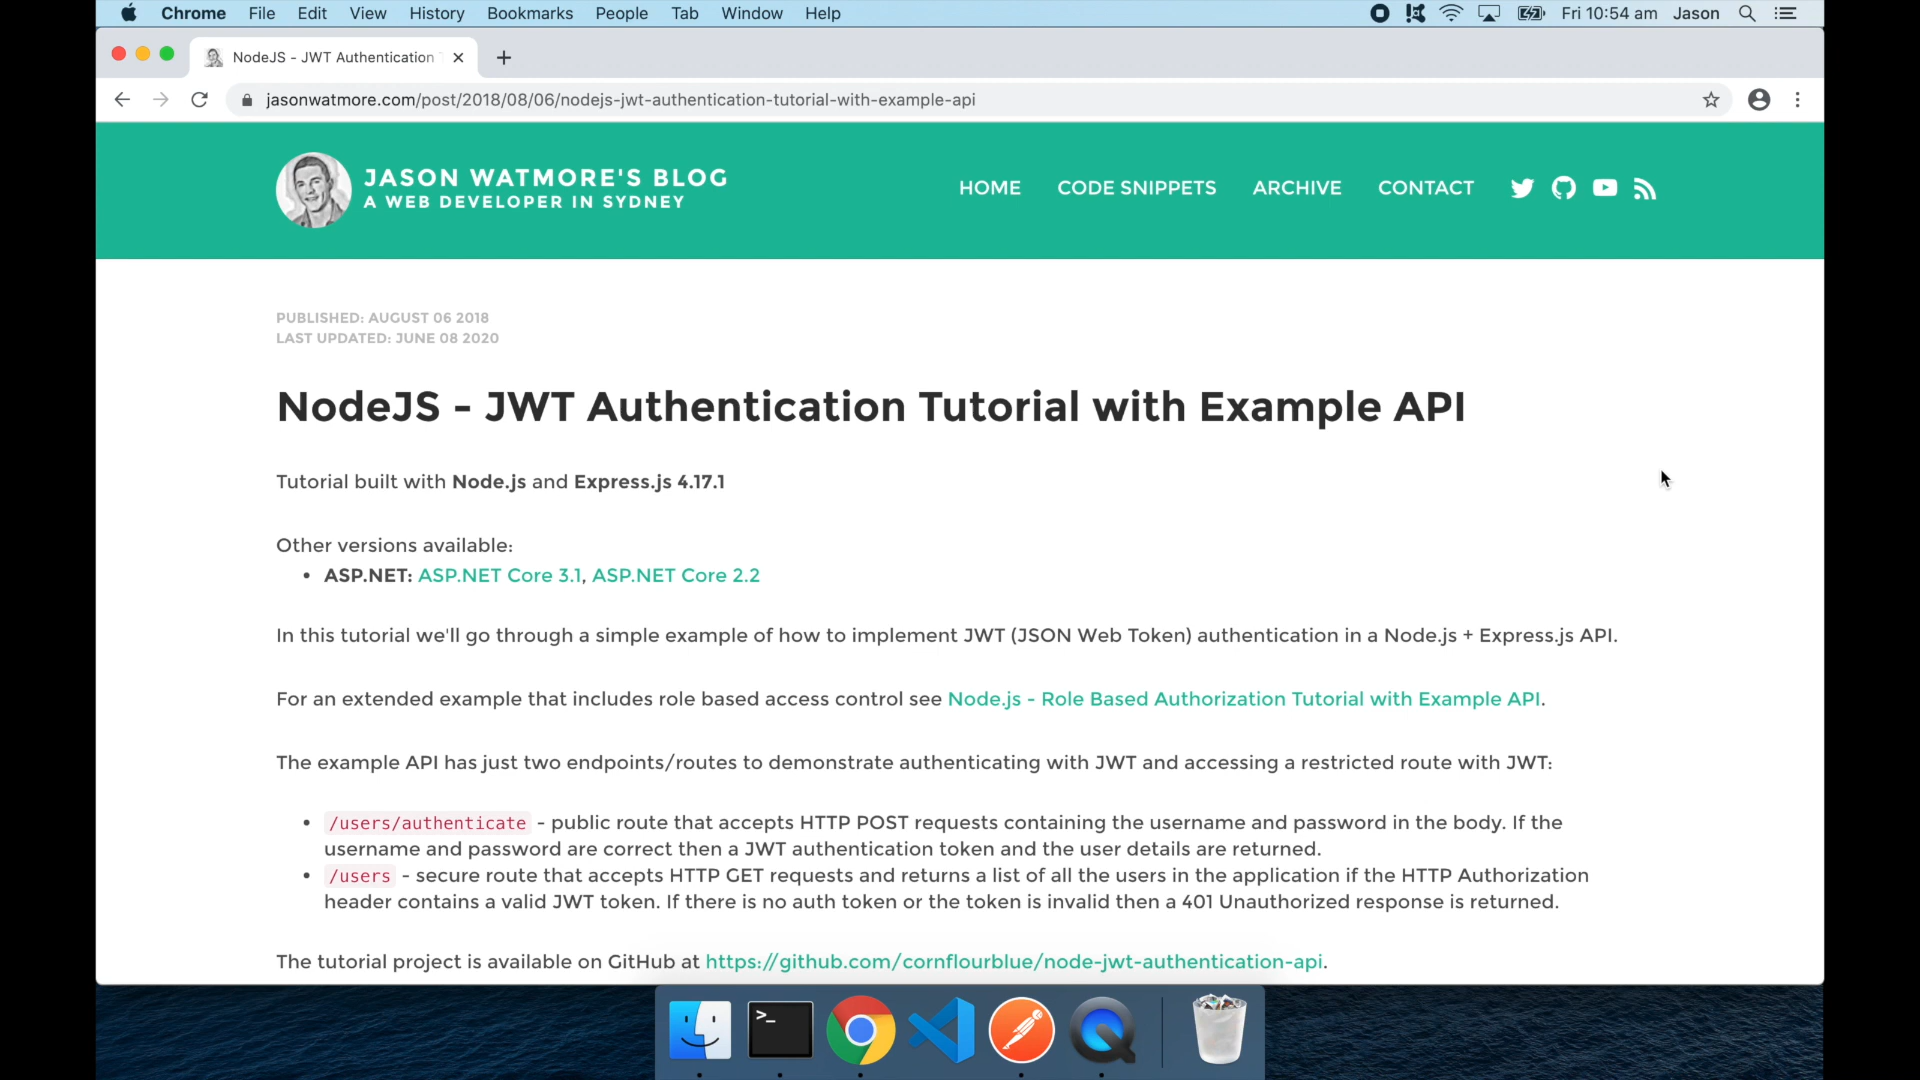 Chrome File Edit View History Bookmarks People Tab Window Help Fri 10:54 am Jason
NodeJS - JWT Authentication
jasonwatmore.com/post/2018/08/06/nodejs-jwt-authentication-tutorial-with-example-api
JASON WATMORE'S BLOG
A WEB DEVELOPER IN SYDNEY
HOME CODE SNIPPETS ARCHIVE CONTACT
PUBLISHED: AUGUST 06 2018
LAST UPDATED: JUNE 08 2020
NodeJS - JWT Authentication Tutorial with Example API
Tutorial built with Node.js and Express.js 4.17.1
Other versions available:
• ASP.NET: ASP.NET Core 3.1, ASP.NET Core 2.2
In this tutorial we'll go through a simple example of how to implement JWT (JSON Web Token) authentication in a Node.js + Express.js API.
For an extended example that includes role based access control see Node.js - Role Based Authorization Tutorial with Example API.
The example API has just two endpoints/routes to demonstrate authenticating with JWT and accessing a restricted route with JWT:
• /users/authenticate - public route that accepts HTTP POST requests containing the username and password in the body. If the
username and password are correct then a JWT authentication token and the user details are returned.
• /users - secure route that accepts HTTP GET requests and returns a list of all the users in the application if the HTTP Authorization
header contains a valid JWT token. If there is no auth token or the token is invalid then a 401 Unauthorized response is returned.
The tutorial project is available on GitHub at https://github.com/cornflourblue/node-jwt-authentication-api.
>_